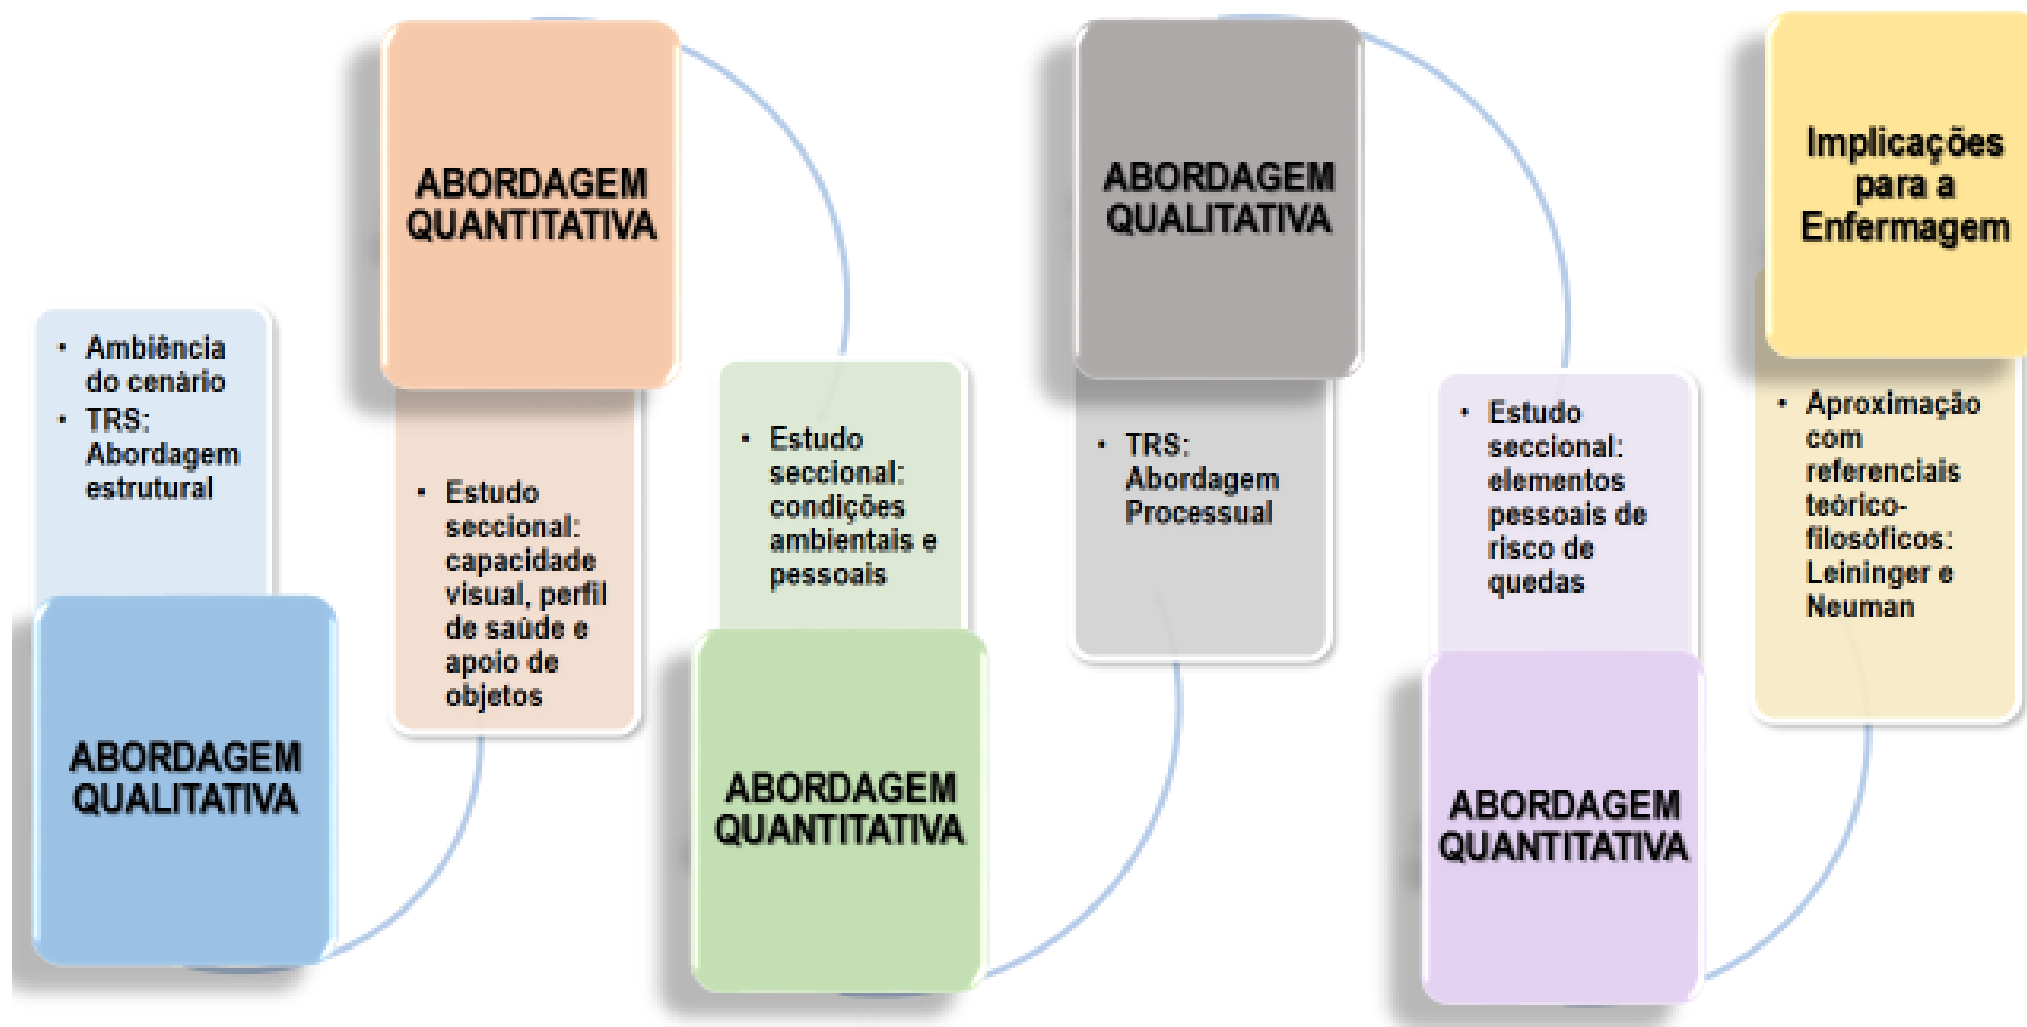 • Ambiência
do cenário
• TRS:
Abordagem
estrutural
ABORDAGEM
QUALITATIVA
ABORDAGEM
QUANTITATIVA
• Estudo
seccional:
capacidade
visual, perfil
de saúde e
apoio de
objetos
• Estudo
seccional:
condições
ambientais e
pessoais
ABORDAGEM
QUANTITATIVA
ABORDAGEM
QUALITATIVA
• TRS:
Abordagem
Processual
• Estudo
seccional:
elementos
pessoais de
risco de
quedas
ABORDAGEM
QUANTITATIVA
Implicações
para a
Enfermagem
• Aproximação
com
referenciais
teórico-
filosóficos:
Leininger e
Neuman